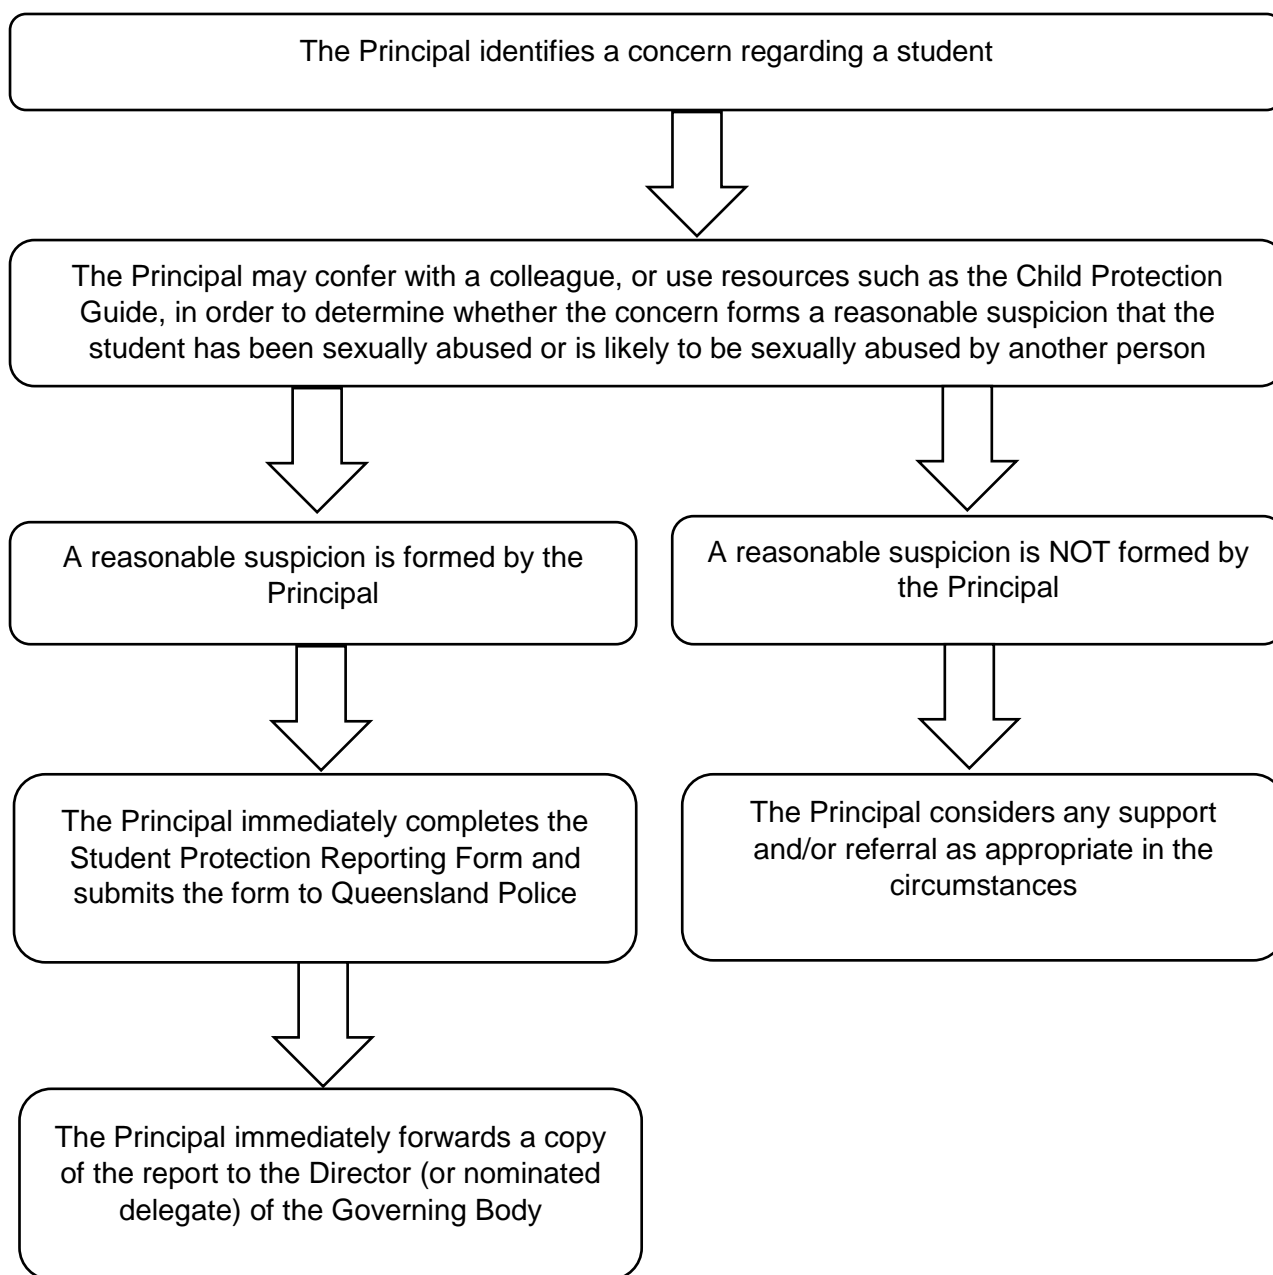 The Principal identifies a concern regarding a student
The Principal may confer with a colleague, or use resources such as the Child Protection
Guide, in order to determine whether the concern forms a reasonable suspicion that the
student has been sexually abused or is likely to be sexually abused by another person
A reasonable suspicion is formed by the
Principal
A reasonable suspicion is NOT formed by
the Principal
The Principal immediately completes the
Student Protection Reporting Form and
submits the form to Queensland Police
The Principal considers any support
and/or referral as appropriate in the
circumstances
The Principal immediately forwards a copy
of the report to the Director (or nominated
delegate) of the Governing Body